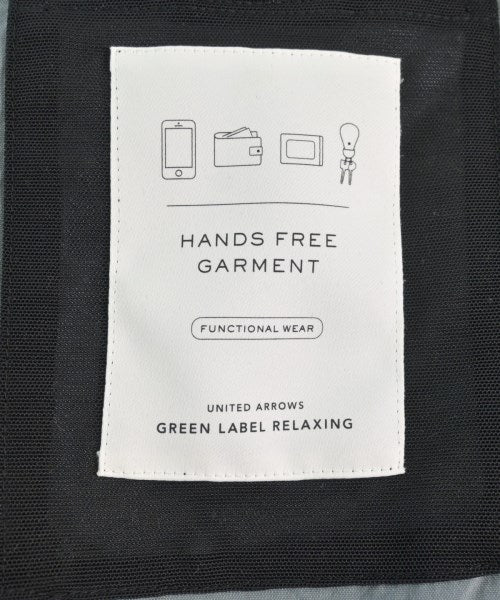 HANDS FREE
GARMENT
FUNCTIONAL WEAR
UNITED ARROWS
GREEN LABEL RELAXING